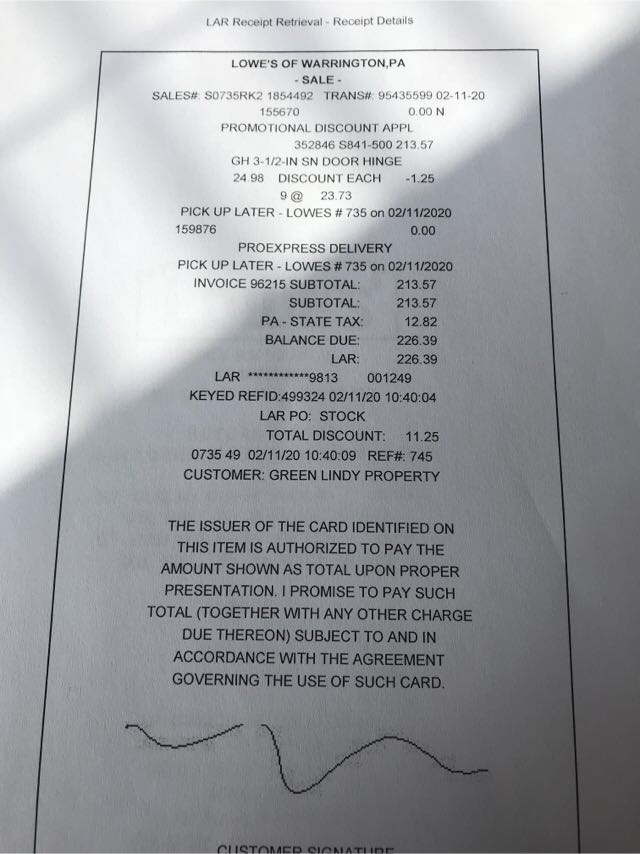 LAR Receipt Retrieval - Receipt Details
LOWE'S OF WARRINGTON,PA
- SALE -
SALES#: S0735RK2 1854492 TRANS#: 95435599 02-11-20
155670 0.00 N
PROMOTIONAL DISCOUNT APPL
352846 S841-500 213.57
GH 3-1/2-IN SN DOOR HINGE
24.98 DISCOUNT EACH -1.25
9 @ 23.73
PICK UP LATER - LOWES # 735 on 02/11/2020
159876 0.00
PROEXPRESS DELIVERY
PICK UP LATER - LOWES # 735 on 02/11/2020
INVOICE 96215 SUBTOTAL: 213.57
SUBTOTAL: 213.57
PA - STATE TAX: 12.82
BALANCE DUE: 226.39
LAR: 226.39
LAR ************9813 001249
KEYED REFID:499324 02/11/20 10:40:04
LAR PO: STOCK
TOTAL DISCOUNT: 11.25
0735 49 02/11/20 10:40:09 REF#: 745
CUSTOMER: GREEN LINDY PROPERTY
THE ISSUER OF THE CARD IDENTIFIED ON
THIS ITEM IS AUTHORIZED TO PAY THE
AMOUNT SHOWN AS TOTAL UPON PROPER
PRESENTATION. I PROMISE TO PAY SUCH
TOTAL (TOGETHER WITH ANY OTHER CHARGE
DUE THEREON) SUBJECT TO AND IN
ACCORDANCE WITH THE AGREEMENT
GOVERNING THE USE OF SUCH CARD.
CUSTOMER SIGNATURE